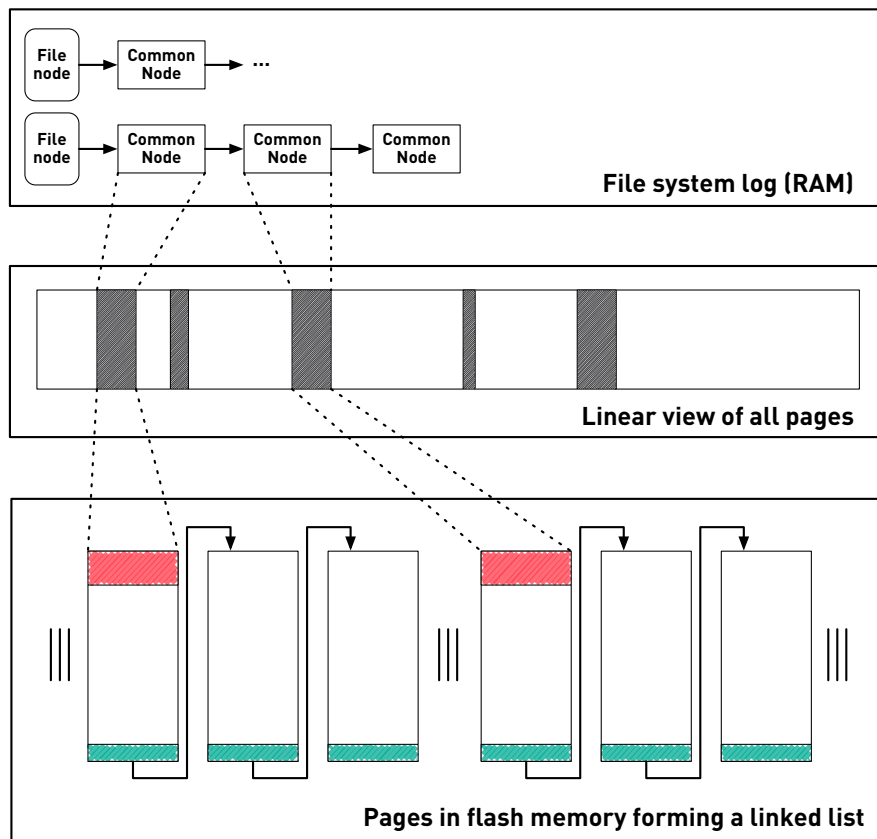 File
node
Common
Node
...
File
node
Common
Node
Common
Node
Common
Node
File system log (RAM)
Linear view of all pages
Pages in flash memory forming a linked list